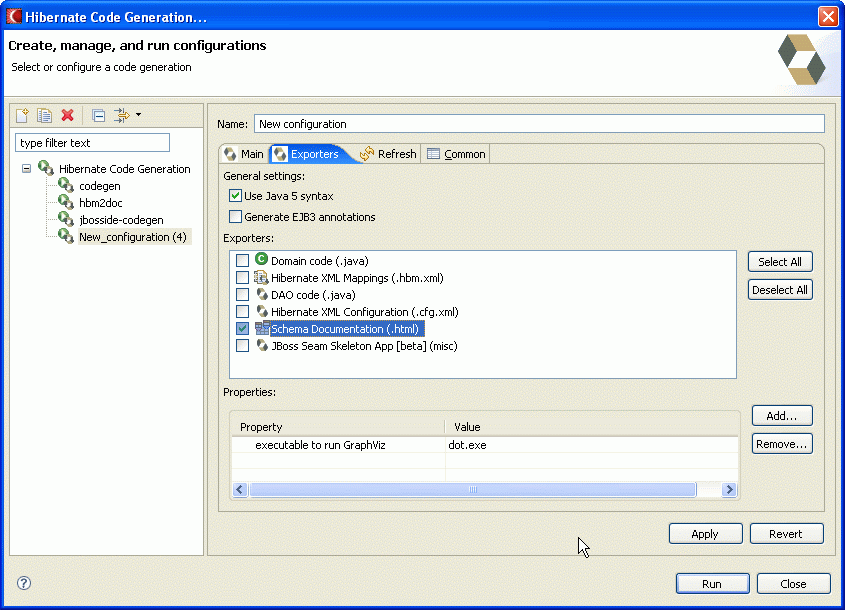 Hibernate Code Generation...
Create, manage, and run configurations
Select or configure a code generation
type filter text
Hibernate Code Generation
codegen
hbm2doc
jbosside-codegen
New_configuration (4)
Name: New configuration
Main Exporters Refresh Common
General settings:
Use Java 5 syntax
Generate EJB3 annotations
Exporters:
Domain code (.java)
Hibernate XML Mappings (.hbm.xml)
DAO code (.java)
Hibernate XML Configuration (.cfg.xml)
Schema Documentation (.html)
JBoss Seam Skeleton App [beta] (misc)
Select All
Deselect All
Properties:
Property Value
executable to run GraphViz dot.exe
Add...
Remove...
Apply Revert
Run Close